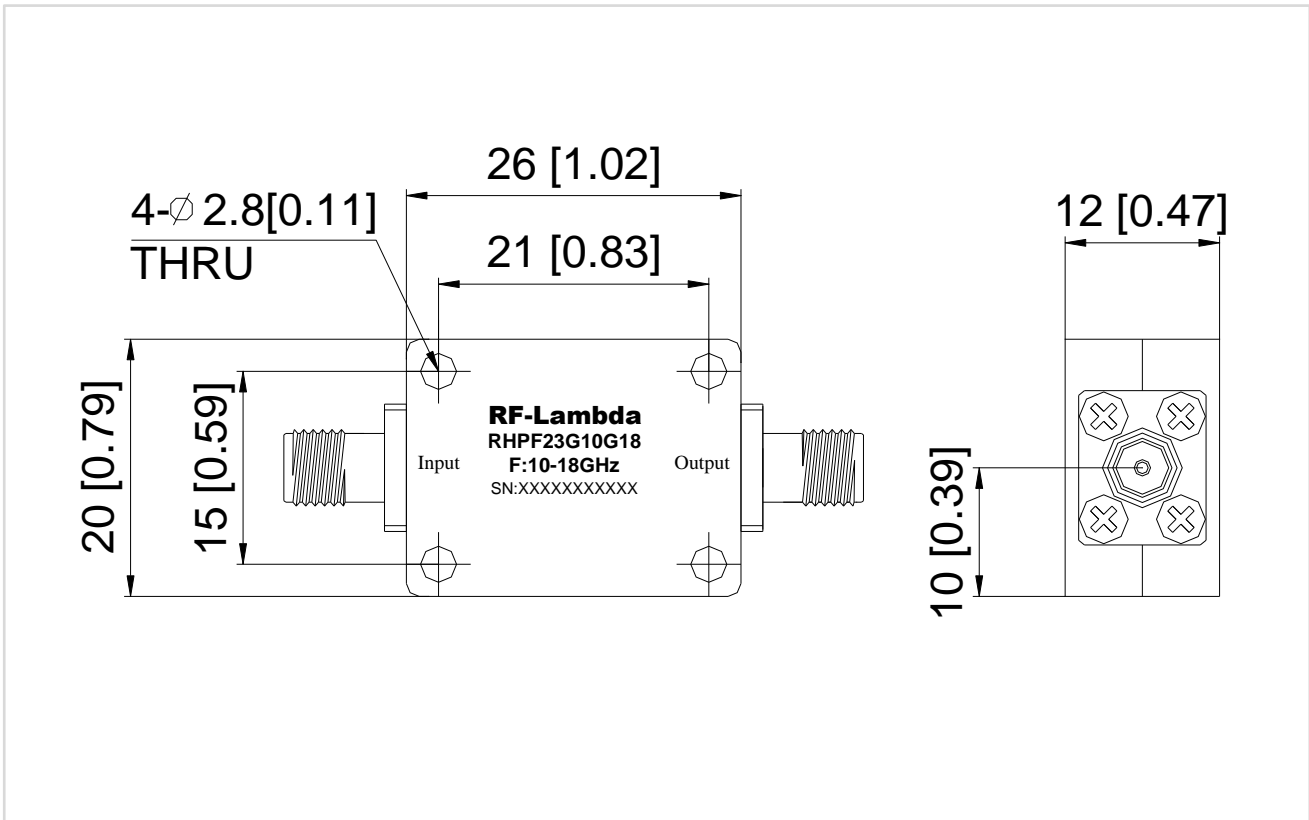 26 [1.02]
4-∅ 2.8[0.11]
THRU
21 [0.83]
12 [0.47]
20 [0.79]
15 [0.59]
RF-Lambda
RHPF23G10G18
Input
F:10-18GHz
Output
SN:XXXXXXXXXXX
10 [0.39]